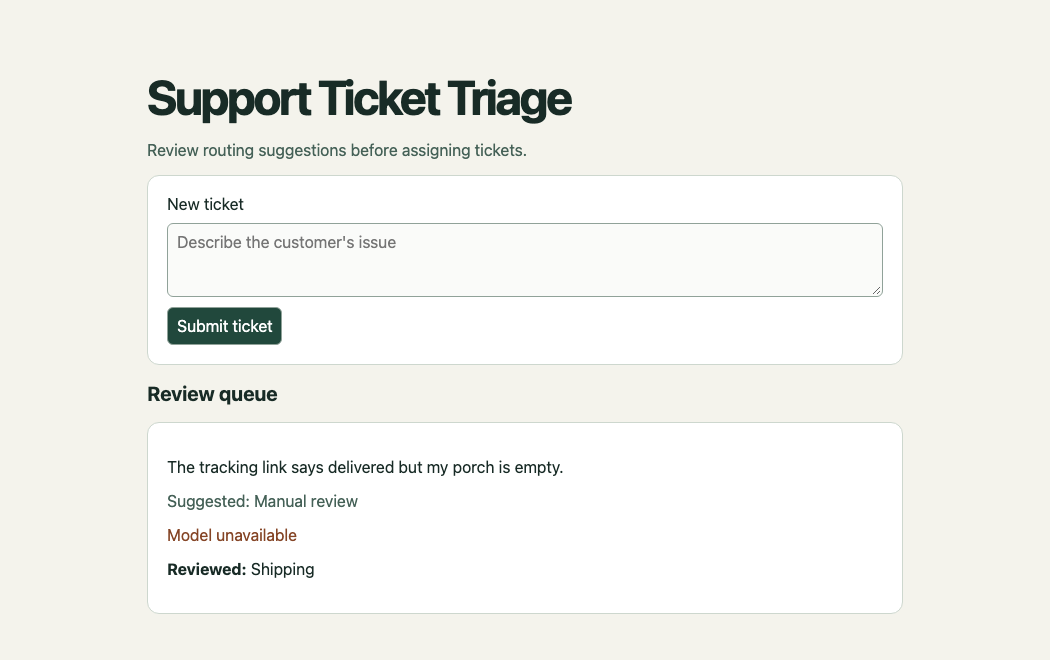 Support Ticket Triage
Review routing suggestions before assigning tickets.
New ticket
Describe the customer's issue
Submit ticket
Review queue
The tracking link says delivered but my porch is empty.
Suggested: Manual review
Model unavailable
Reviewed: Shipping